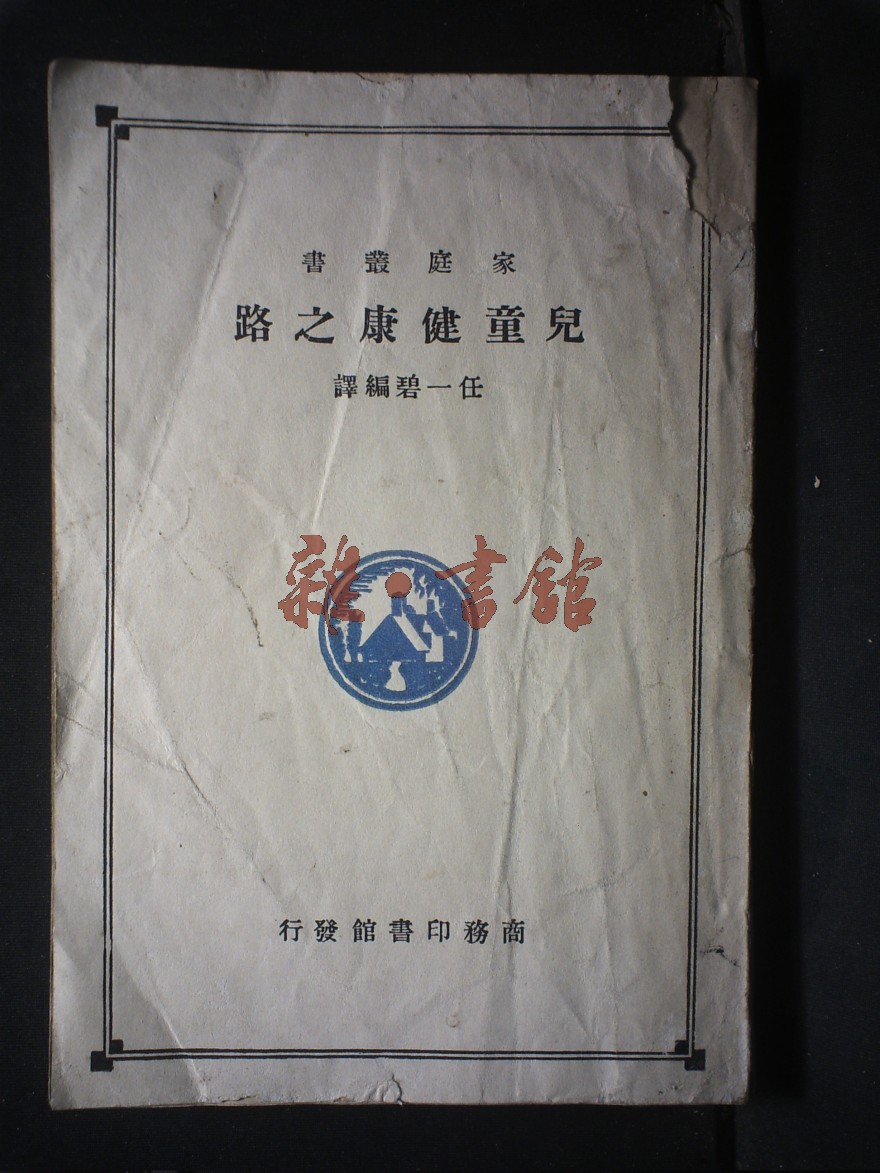 家庭叢書
兒童健康之路
任一碧編譯
雜·書館
商務印書館發行